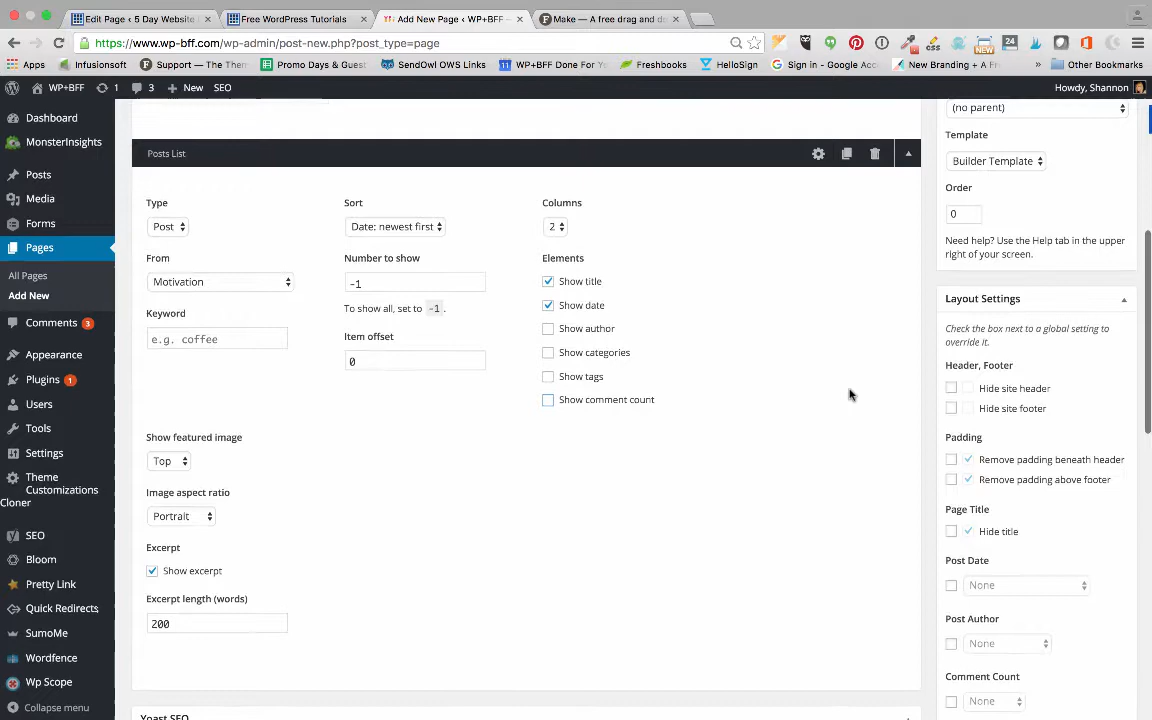 Edit Page < 5 Day Website
Free WordPress Tutorials
Add New Page < WP+BFF —
Make — A free drag and d
https://www.wp-bff.com/wp-admin/post-new.php?post_type=page
Apps
Infusionsoft
Support — The The
Promo Days & Guest
SendOwl OWS Links
WP+BFF Done For Y
Freshbooks
HelloSign
Sign in - Google Acc
New Branding + A Fr
»
Other Bookmarks
WP+BFF
1
3
New
SEO
Howdy, Shannon
Dashboard
MonsterInsights
Posts
Media
Forms
Pages
All Pages
Add New
Comments 3
Appearance
Plugins 1
Users
Tools
Settings
Theme
Customizations
Cloner
SEO
Bloom
Pretty Link
Quick Redirects
SumoMe
Wordfence
Wp Scope
Collapse menu
Posts List
Type
Post
From
Motivation
Keyword
e.g. coffee
Sort
Date: newest first
Number to show
-1
To show all, set to -1.
Item offset
0
Columns
2
Elements
Show title
Show date
Show author
Show categories
Show tags
Show comment count
Show featured image
Top
Image aspect ratio
Portrait
Excerpt
Show excerpt
Excerpt length (words)
200
Yoast SEO
(no parent)
Template
Builder Template
Order
0
Need help? Use the Help tab in the upper
right of your screen.
Layout Settings
Check the box next to a global setting to
override it.
Header, Footer
Hide site header
Hide site footer
Padding
Remove padding beneath header
Remove padding above footer
Page Title
Hide title
Post Date
None
Post Author
None
Comment Count
None